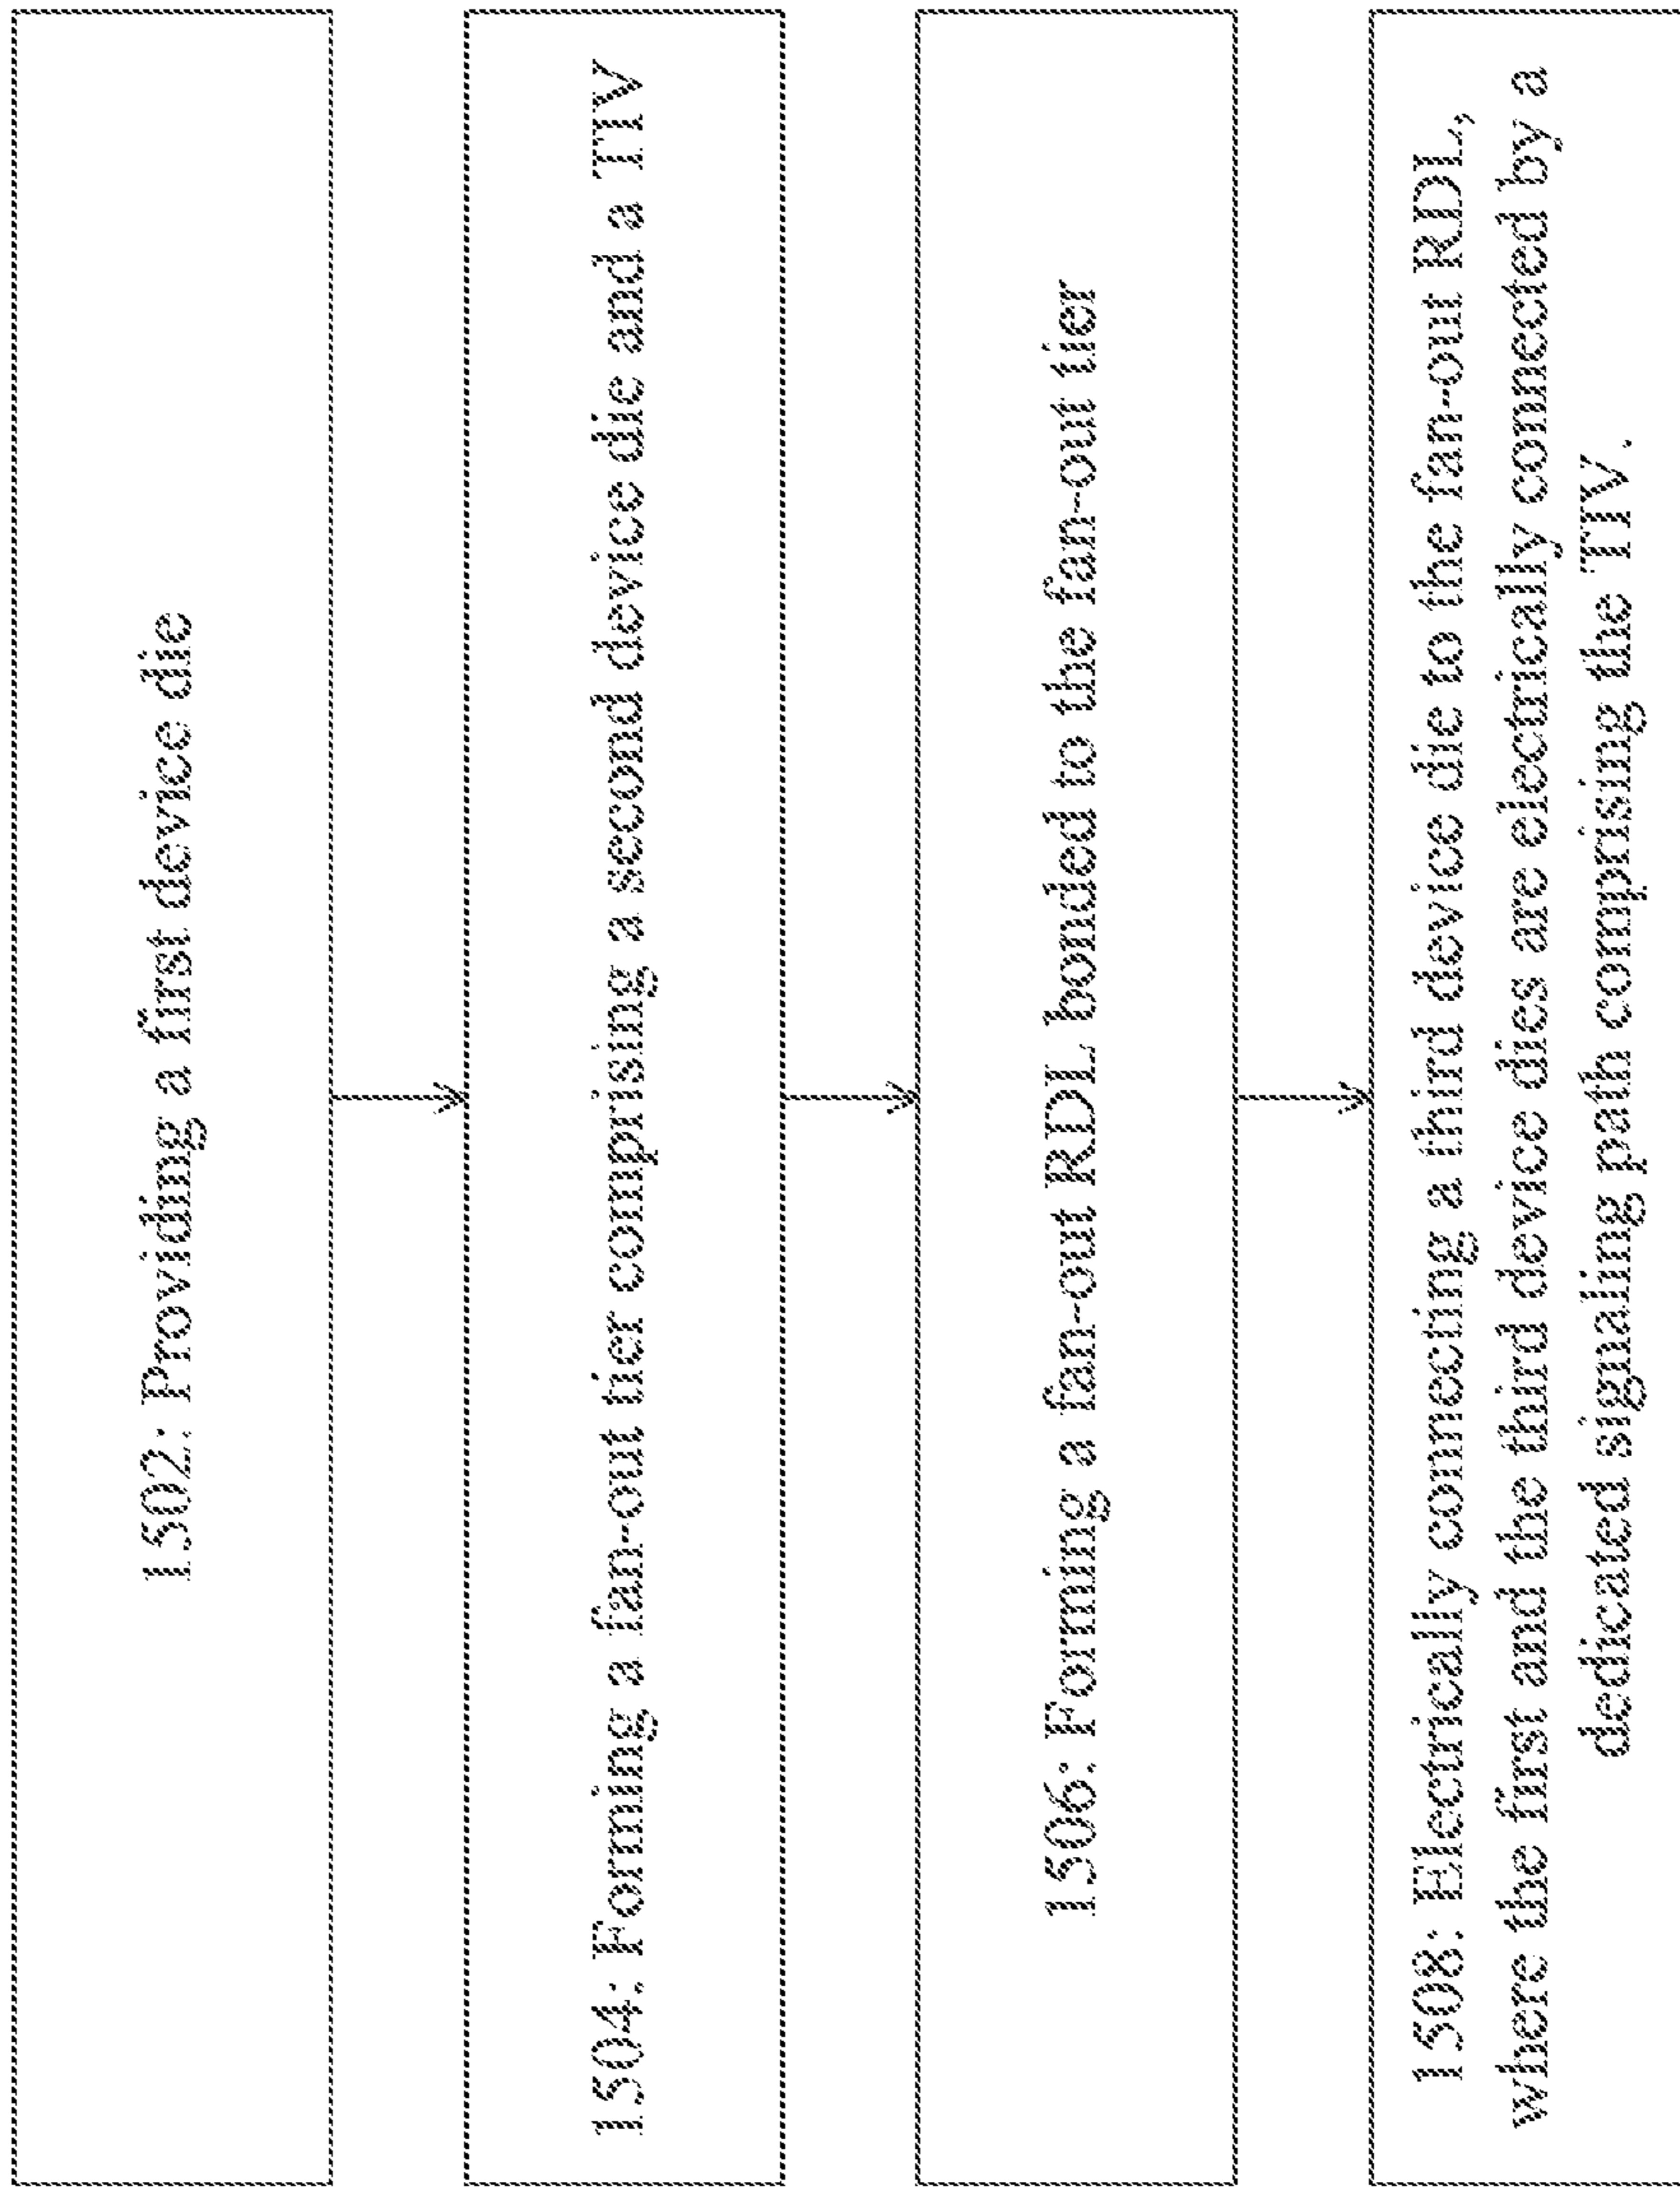 1502: Providing a first device die
1504: Forming a fan-out tier comprising a second device die and a TIV
1506: Forming a fan-out RDL bonded to the fan-out tier
1508: Electrically connecting a third device die to the fan-out RDL,
where the first and the third device dies are electrically connected by a
dedicated signaling path comprising the TIV.